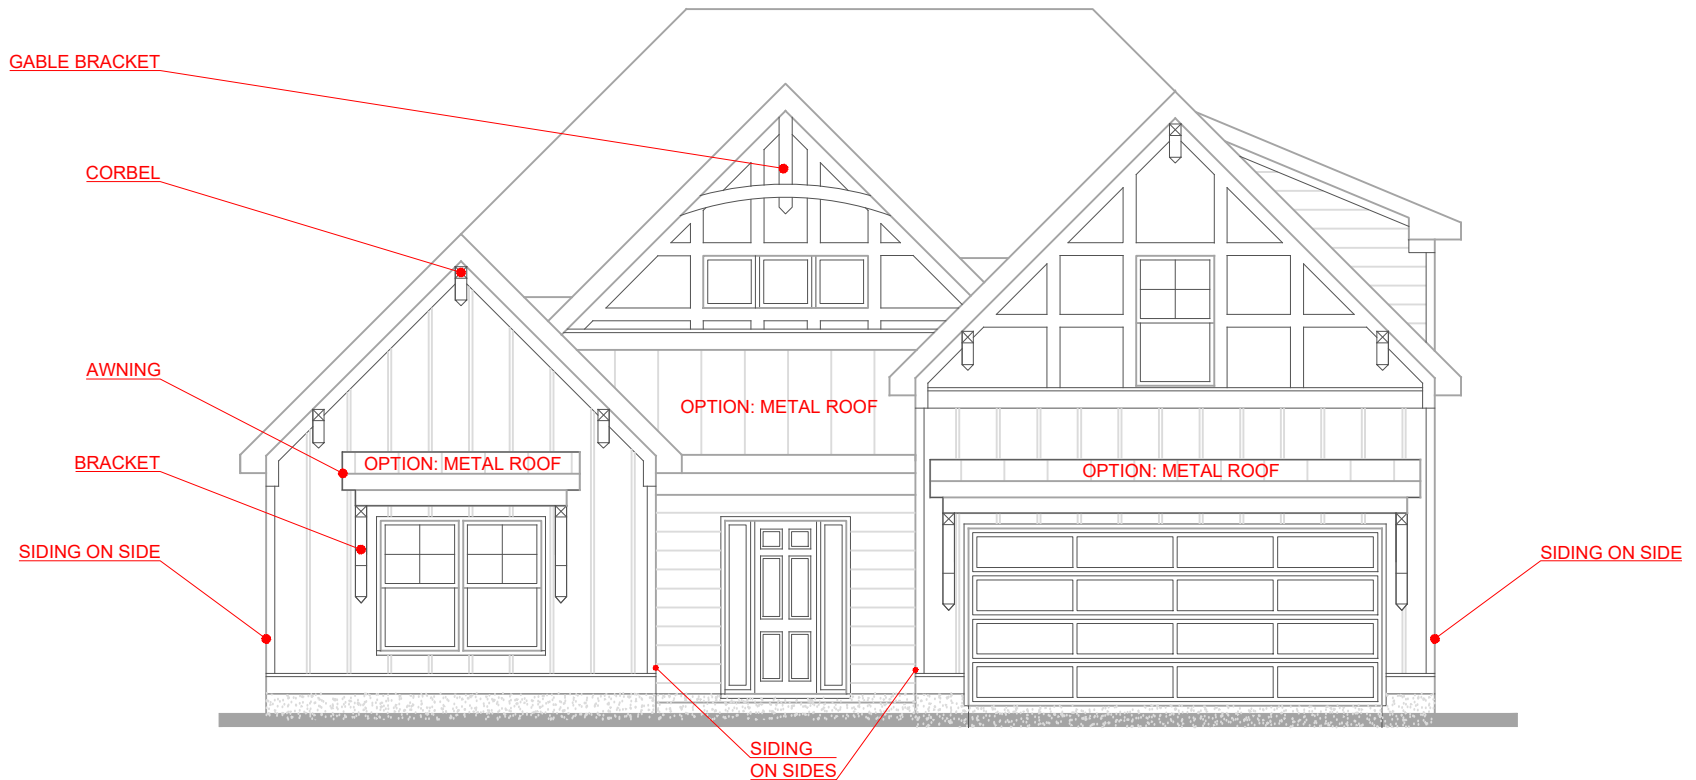 GABLE BRACKET
CORBEL
AWNING
OPTION: METAL ROOF
BRACKET
OPTION: METAL ROOF
OPTION: METAL ROOF
SIDING ON SIDE
SIDING ON SIDE
SIDING
ON SIDES